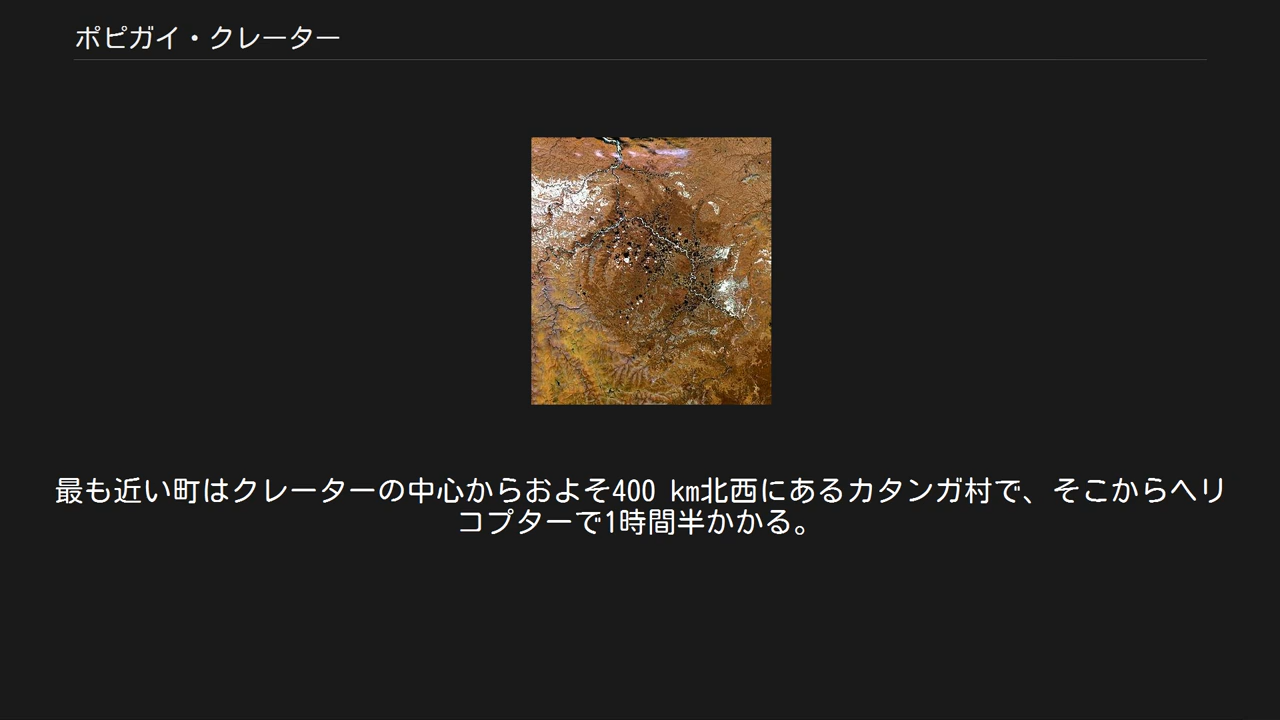 ポピガイ・クレーター
最も近い町はクレーターの中心からおよそ400 km北西にあるカタンガ村で、そこからヘリ
コプターで1時間半かかる。